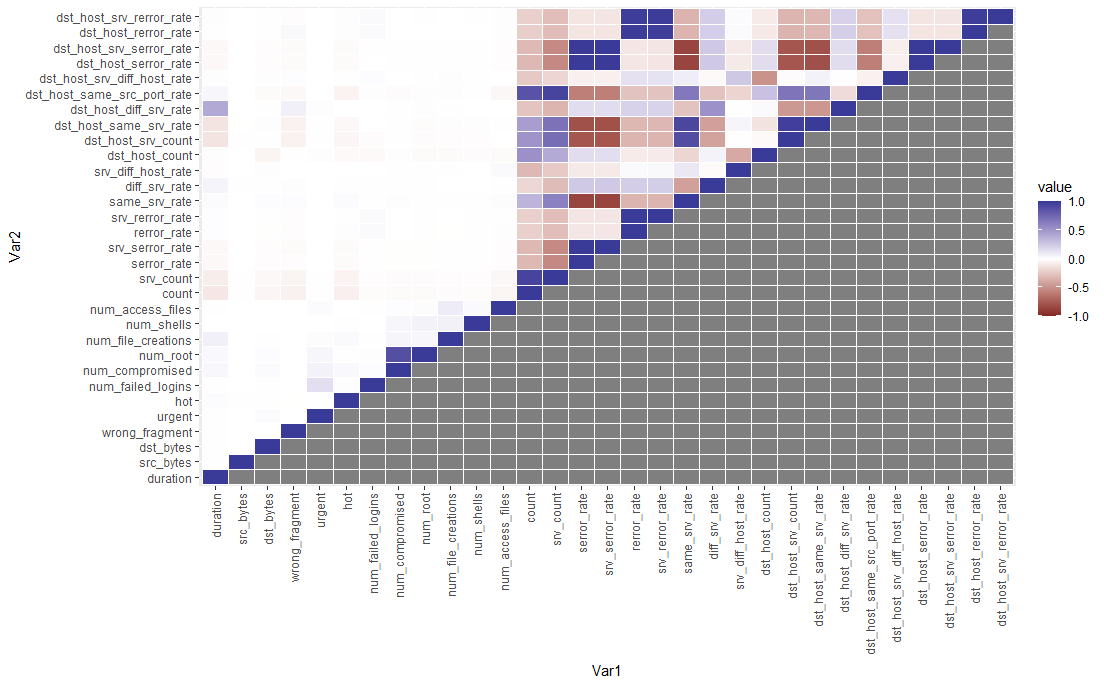 dst_host_srv_rerror_rate
dst_host_rerror_rate
dst_host_srv_serror_rate
dst_host_serror_rate
dst_host_srv_diff_host_rate
dst_host_same_src_port_rate
dst_host_diff_srv_rate
dst_host_same_srv_rate
dst_host_srv_count
dst_host_count
srv_diff_host_rate
diff_srv_rate
same_srv_rate
srv_rerror_rate
rerror_rate
srv_serror_rate
serror_rate
srv_count
count
num_access_files
num_shells
num_file_creations
num_root
num_compromised
num_failed_logins
hot
urgent
wrong_fragment
dst_bytes
src_bytes
duration
Var2
duration
src_bytes
dst_bytes
wrong_fragment
urgent
hot
num_failed_logins
num_compromised
num_root
num_file_creations
num_shells
num_access_files
count
srv_count
serror_rate
srv_serror_rate
rerror_rate
srv_rerror_rate
same_srv_rate
diff_srv_rate
srv_diff_host_rate
dst_host_count
dst_host_srv_count
dst_host_same_srv_rate
dst_host_diff_srv_rate
dst_host_same_src_port_rate
dst_host_srv_diff_host_rate
dst_host_serror_rate
dst_host_srv_serror_rate
dst_host_rerror_rate
dst_host_srv_rerror_rate
Var1
value
1.0
0.5
0.0
-0.5
-1.0